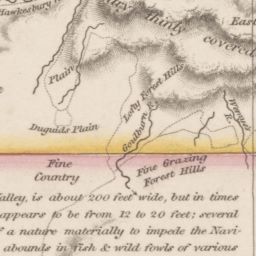 Hawkesbury
thinly
covered
East
Plain
Lofty Forest Hills
Goulburn R.
Duguids Plain
Fine
Country
Fine Grazing
Forest Hills
alley, is about 200 feet wide, but in times
appears to be from 12 to 20 feet; several
f a nature materially to impede the Navi-
abounds in fish & wild fowls of various